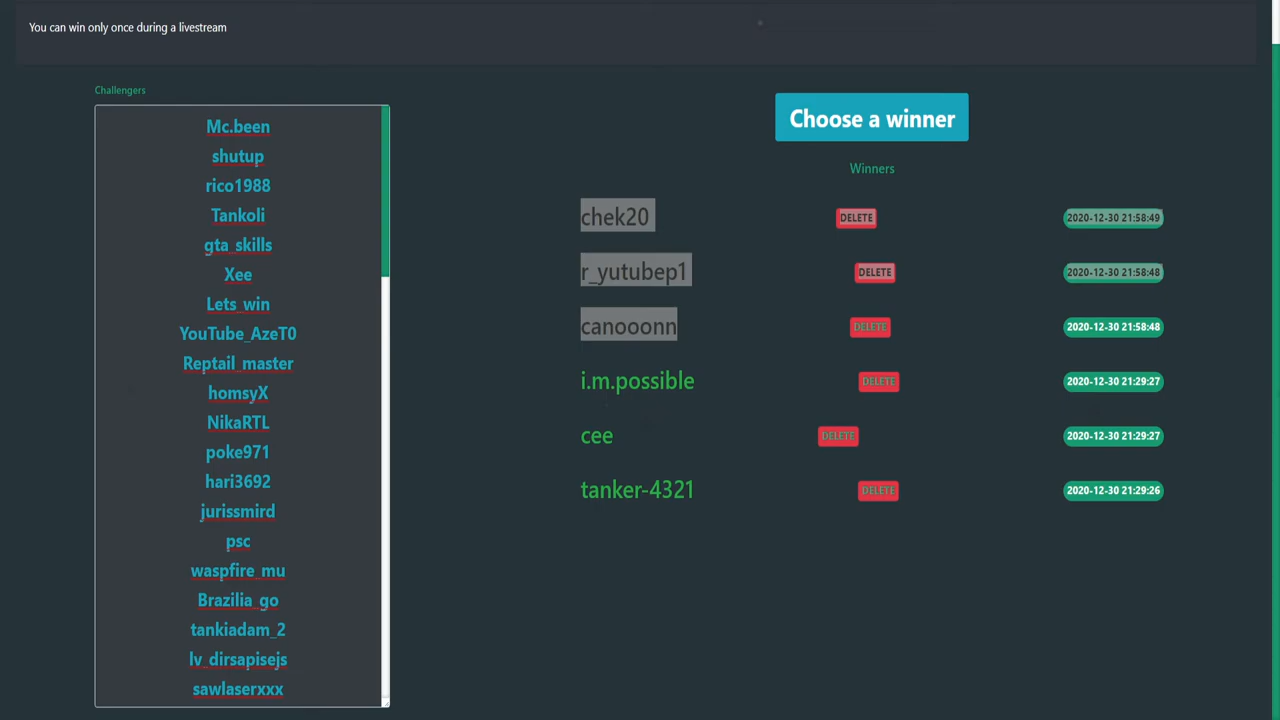 You can win only once during a livestream
Challengers
Mc.been
shutup
rico1988
Tankoli
gta_skills
Xee
Lets_win
YouTube_AzeT0
Reptail_master
homsyX
NikaRTL
poke971
hari3692
jurissmird
psc
waspfire_mu
Brazilia_go
tankiadam_2
lv_dirsapisejs
sawlaserxxx
Choose a winner
Winners
chek20 DELETE 2020-12-30 21:58:49
r_yutubep1 DELETE 2020-12-30 21:58:48
canooonn DELETE 2020-12-30 21:58:48
i.m.possible DELETE 2020-12-30 21:29:27
cee DELETE 2020-12-30 21:29:27
tanker-4321 DELETE 2020-12-30 21:29:26